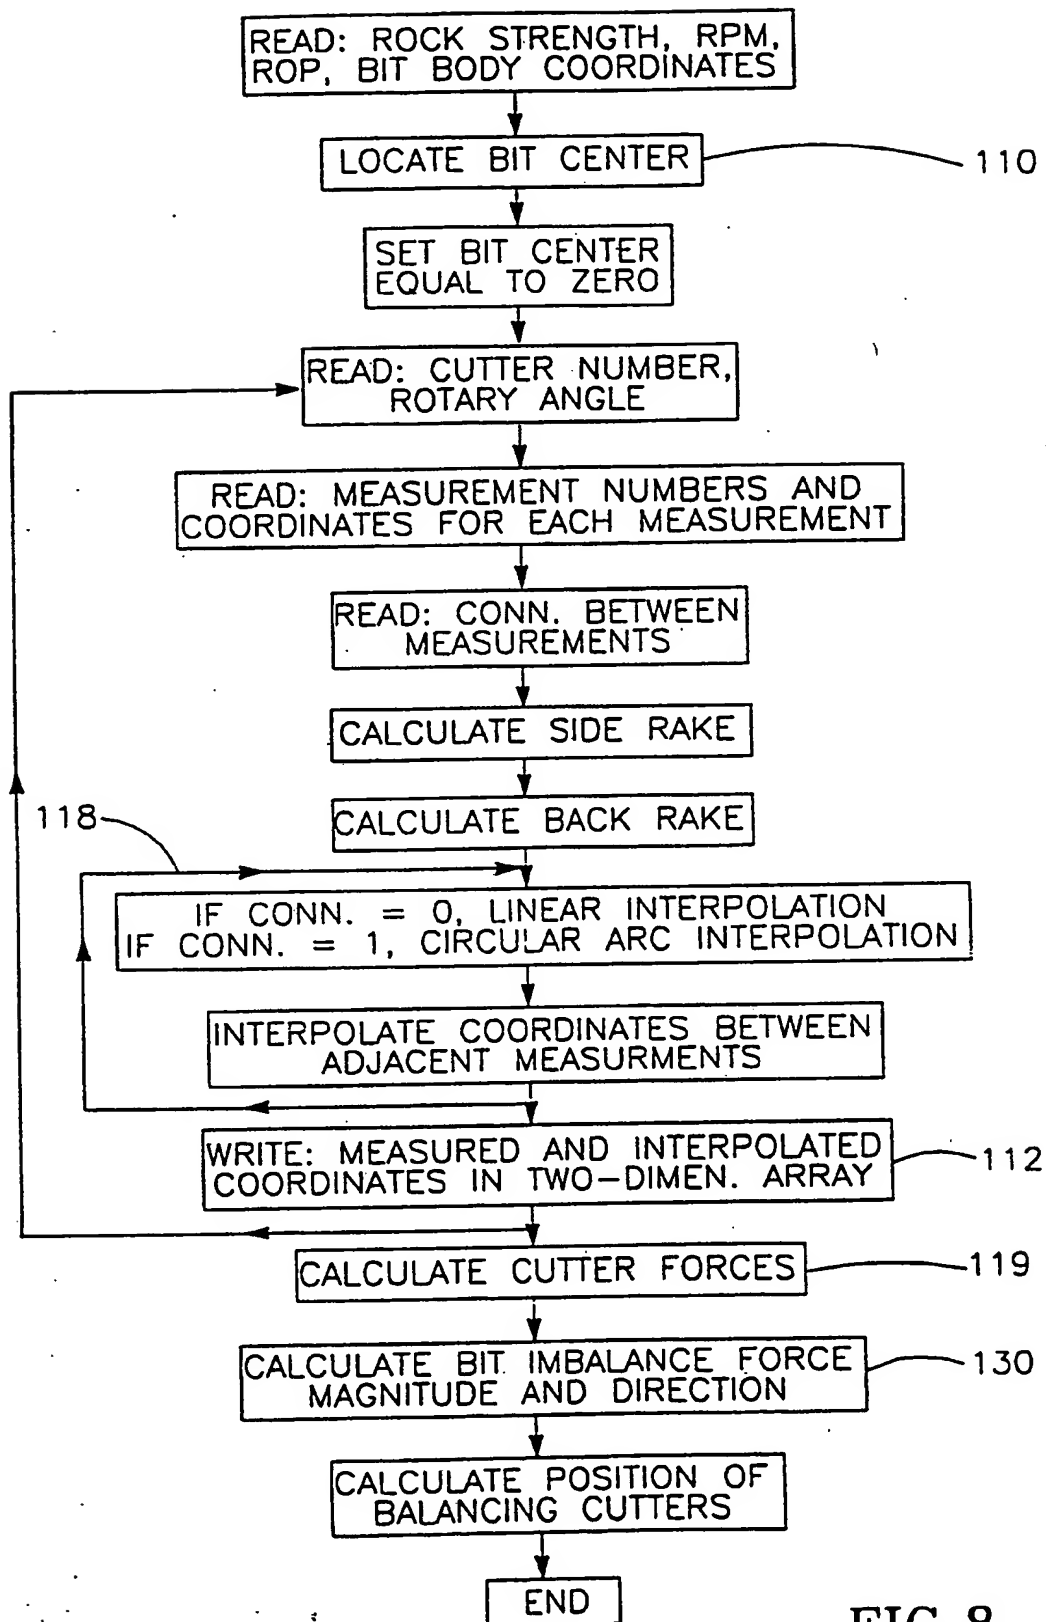 READ: ROCK STRENGTH, RPM,
ROP, BIT BODY COORDINATES
LOCATE BIT CENTER
110
SET BIT CENTER
EQUAL TO ZERO
READ: CUTTER NUMBER,
ROTARY ANGLE
READ: MEASUREMENT NUMBERS AND
COORDINATES FOR EACH MEASUREMENT
READ: CONN. BETWEEN
MEASUREMENTS
CALCULATE SIDE RAKE
CALCULATE BACK RAKE
118
IF CONN. = 0, LINEAR INTERPOLATION
IF CONN. = 1, CIRCULAR ARC INTERPOLATION
INTERPOLATE COORDINATES BETWEEN
ADJACENT MEASURMENTS
WRITE: MEASURED AND INTERPOLATED
COORDINATES IN TWO-DIMEN. ARRAY
112
CALCULATE CUTTER FORCES
119
CALCULATE BIT IMBALANCE FORCE
MAGNITUDE AND DIRECTION
130
CALCULATE POSITION OF
BALANCING CUTTERS
END
FIG. 8